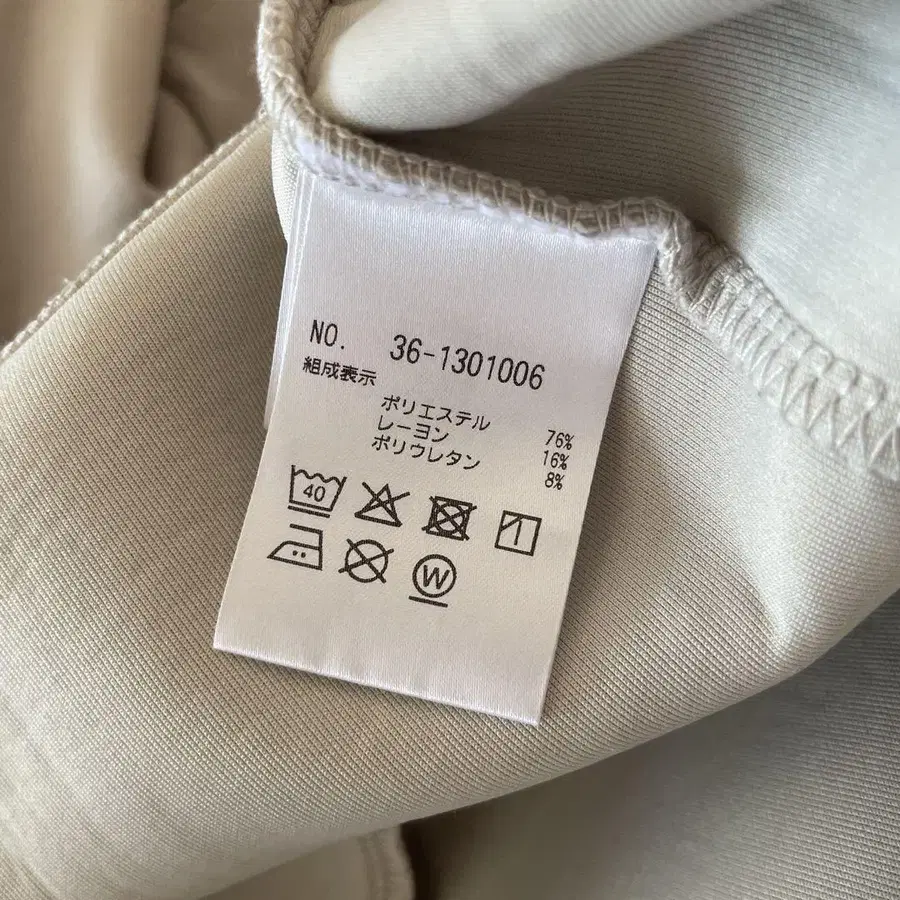 NO. 36-1301006
組成表示
ポリエステル 76%
レーヨン 16%
ポリウレタン 8%
40
W